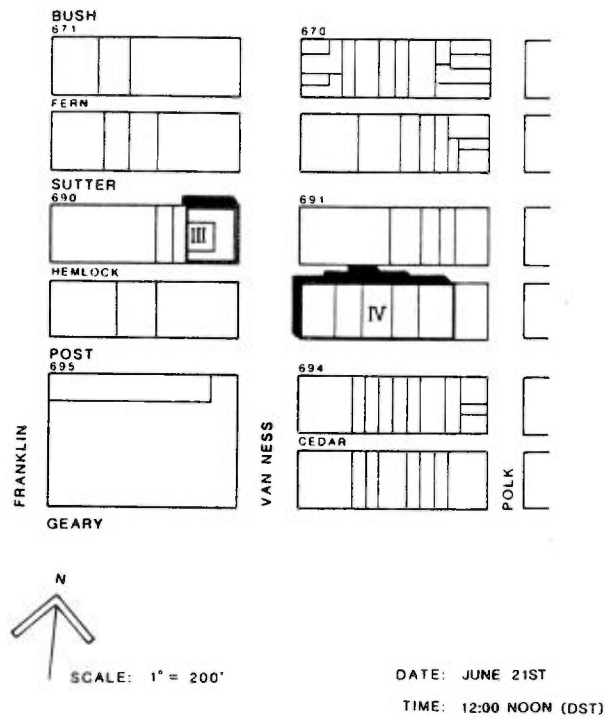 BUSH
671
670
FERN
SUTTER
690
691
III
HEMLOCK
IV
POST
695
694
CEDAR
FRANKLIN
VAN NESS
POLK
GEARY
N
SCALE: 1" = 200'
DATE: JUNE 21ST
TIME: 12:00 NOON (DST)